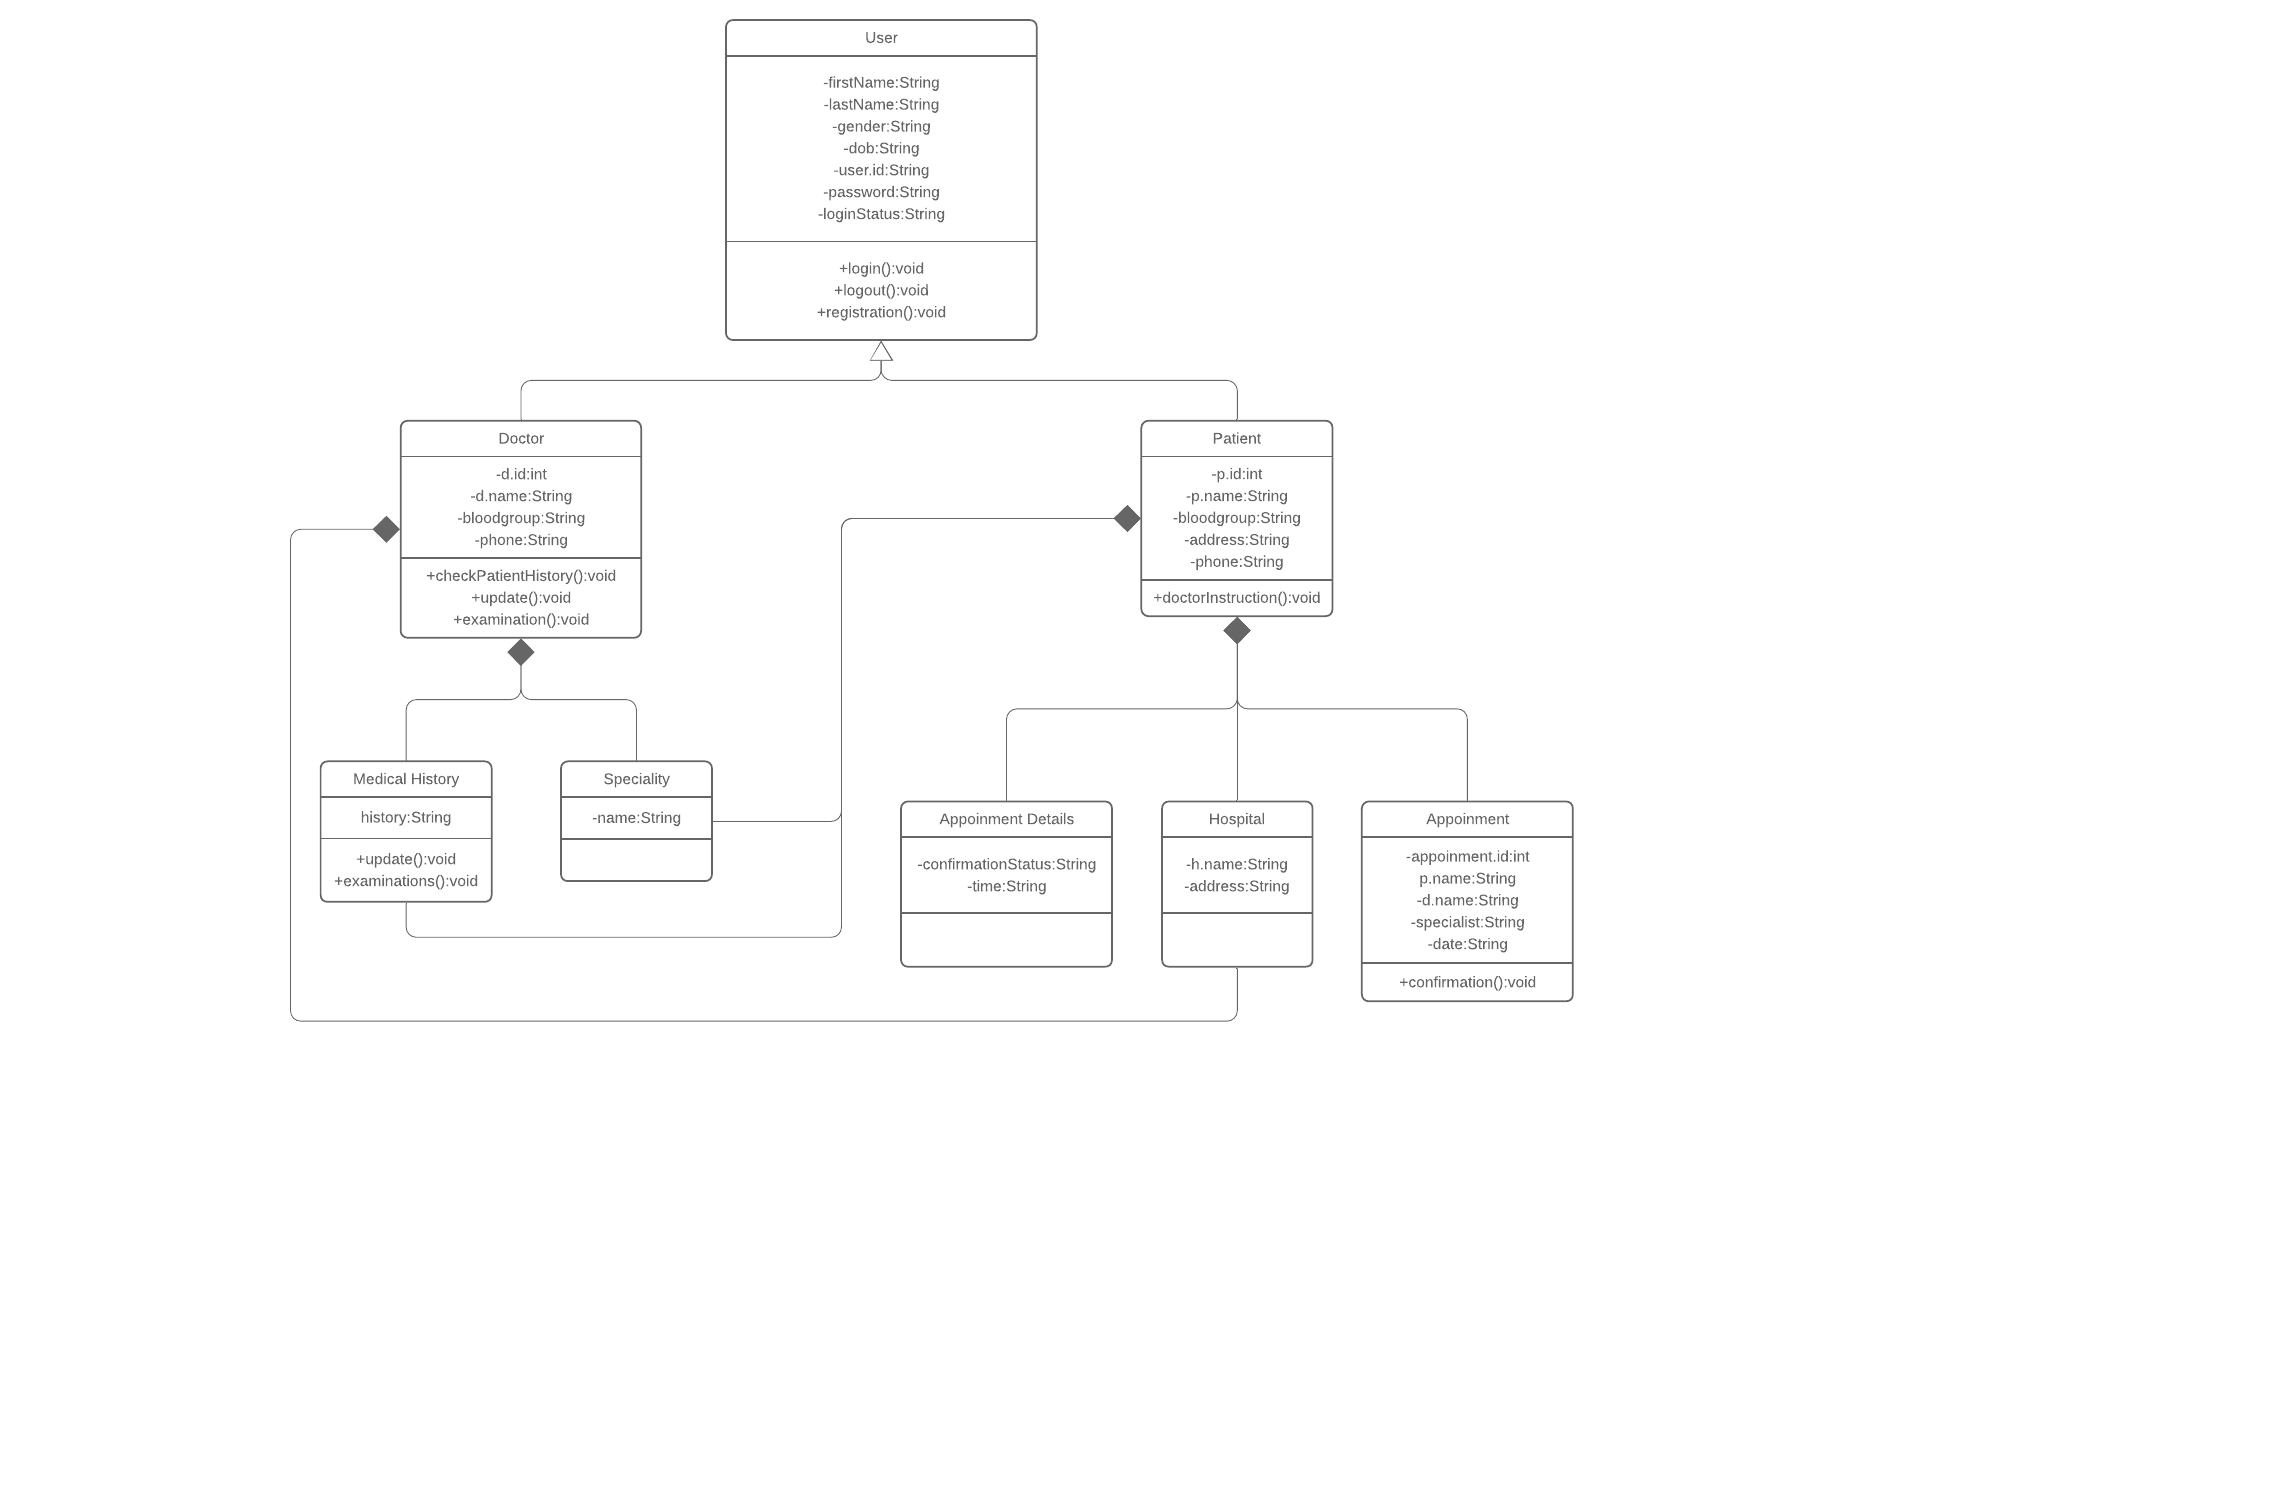 User
-firstName:String
-lastName:String
-gender:String
-dob:String
-user.id:String
-password:String
-loginStatus:String
+login():void
+logout():void
+registration():void
Doctor
-d.id:int
-d.name:String
-bloodgroup:String
-phone:String
+checkPatientHistory():void
+update():void
+examination():void
Patient
-p.id:int
-p.name:String
-bloodgroup:String
-address:String
-phone:String
+doctorInstruction():void
Medical History
history:String
+update():void
+examinations():void
Speciality
-name:String
Appoinment Details
-confirmationStatus:String
-time:String
Hospital
-h.name:String
-address:String
Appoinment
-appoinment.id:int
p.name:String
-d.name:String
-specialist:String
-date:String
+confirmation():void